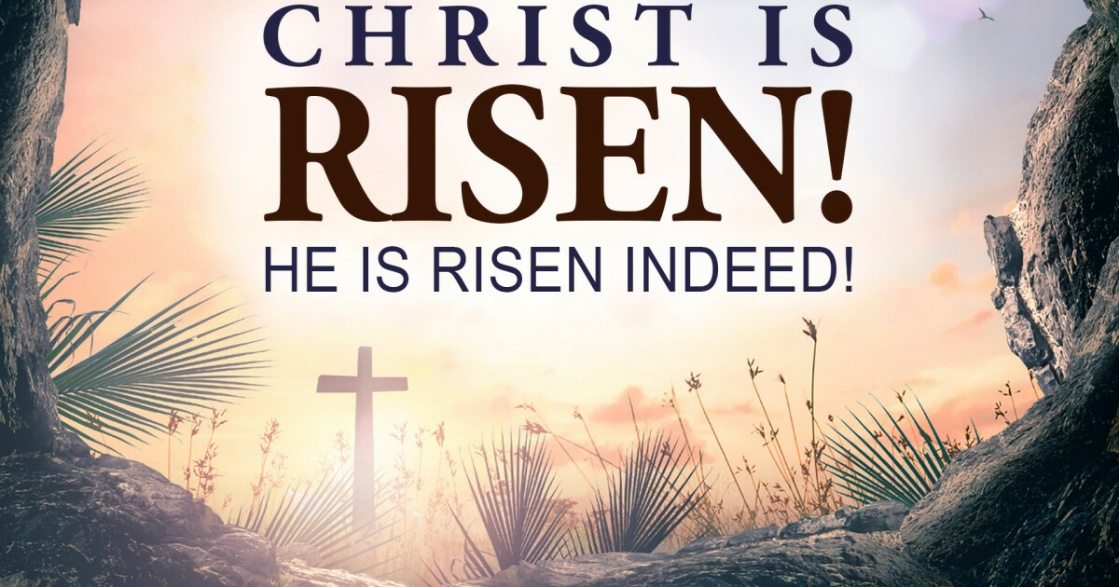 CHRIST IS
RISEN!
HE IS RISEN INDEED!